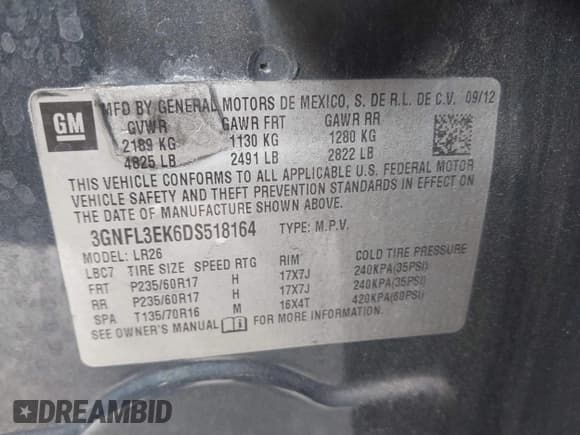 GM
MFD BY GENERAL MOTORS DE MEXICO, S. DE R.L. DE C.V. 09/12
GVWR GAWR FRT GAWR RR
2189 KG 1130 KG 1280 KG
4825 LB 2491 LB 2822 LB
THIS VEHICLE CONFORMS TO ALL APPLICABLE U.S. FEDERAL MOTOR
VEHICLE SAFETY AND THEFT PREVENTION STANDARDS IN EFFECT ON
THE DATE OF MANUFACTURE SHOWN ABOVE.
3GNFL3EK6DS518164 TYPE: M.P.V.
MODEL: LR26
LBC7 TIRE SIZE SPEED RTG RIM COLD TIRE PRESSURE
FRT P235/60R17 H 17X7J 240KPA(35PSI)
RR P235/60R17 H 17X7J 240KPA(35PSI)
SPA T135/70R16 M 16X4T 420KPA(60PSI)
SEE OWNER'S MANUAL FOR MORE INFORMATION.
DREAMBID